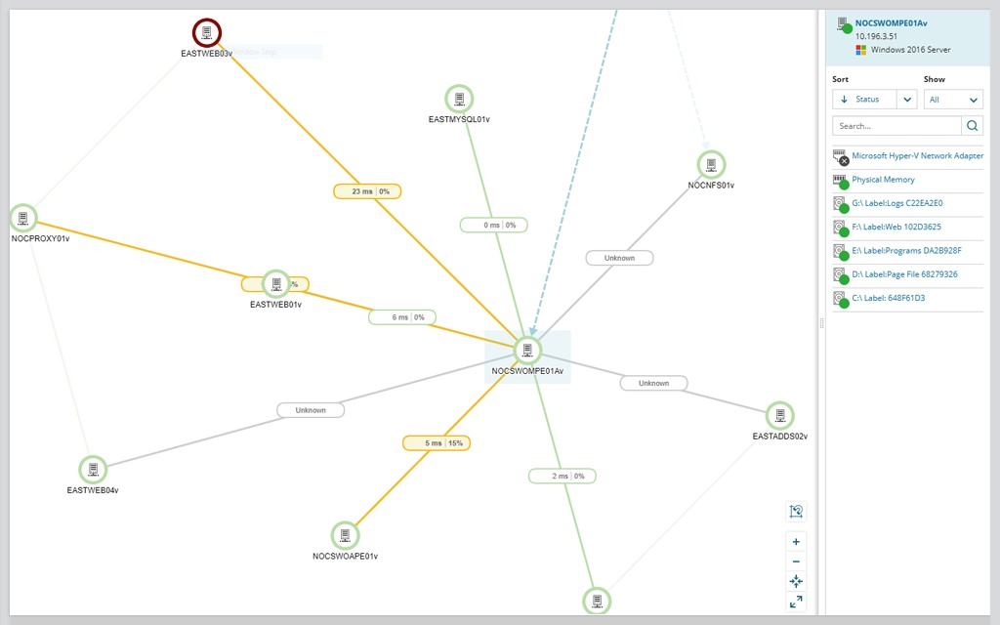 EASTWEB03v
EASTMYSQL01v
NOCNFS01v
23 ms | 0%
0 ms | 0%
NOCPROXY01v
Unknown
%
EASTWEB01v
6 ms | 0%
NOCSWOMPE01Av
Unknown
Unknown
EASTADDS02v
5 ms | 15%
2 ms | 0%
EASTWEB04v
NOCSWOAPE01v
NOCSWOMPE01Av
10.196.3.51
Windows 2016 Server
Sort
Show
Status
All
Search...
Microsoft Hyper-V Network Adapter
Physical Memory
G:\ Label:Logs C22EA2E0
F:\ Label:Web 102D3625
E:\ Label:Programs DA2B928F
D:\ Label:Page File 68279326
C:\ Label: 648F61D3